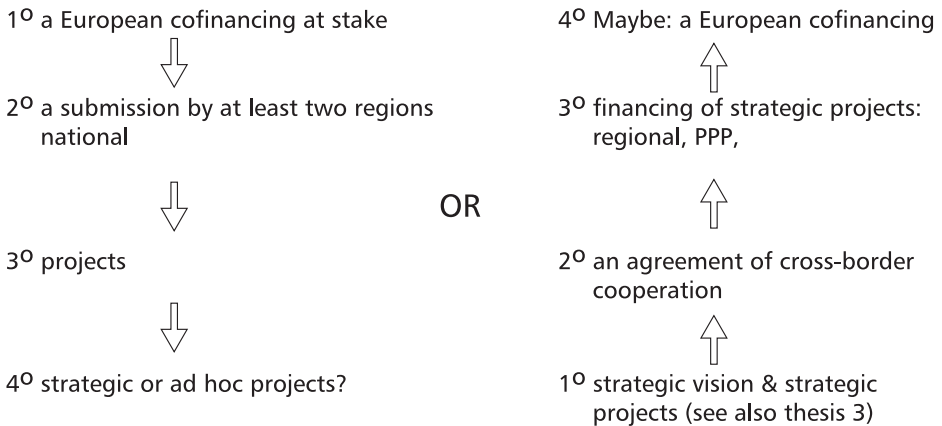 1º a European cofinancing at stake
2º a submission by at least two regions
national
3º projects
4º strategic or ad hoc projects?
OR
4º Maybe: a European cofinancing
3º financing of strategic projects:
regional, PPP,
2º an agreement of cross-border
cooperation
1º strategic vision & strategic
projects (see also thesis 3)